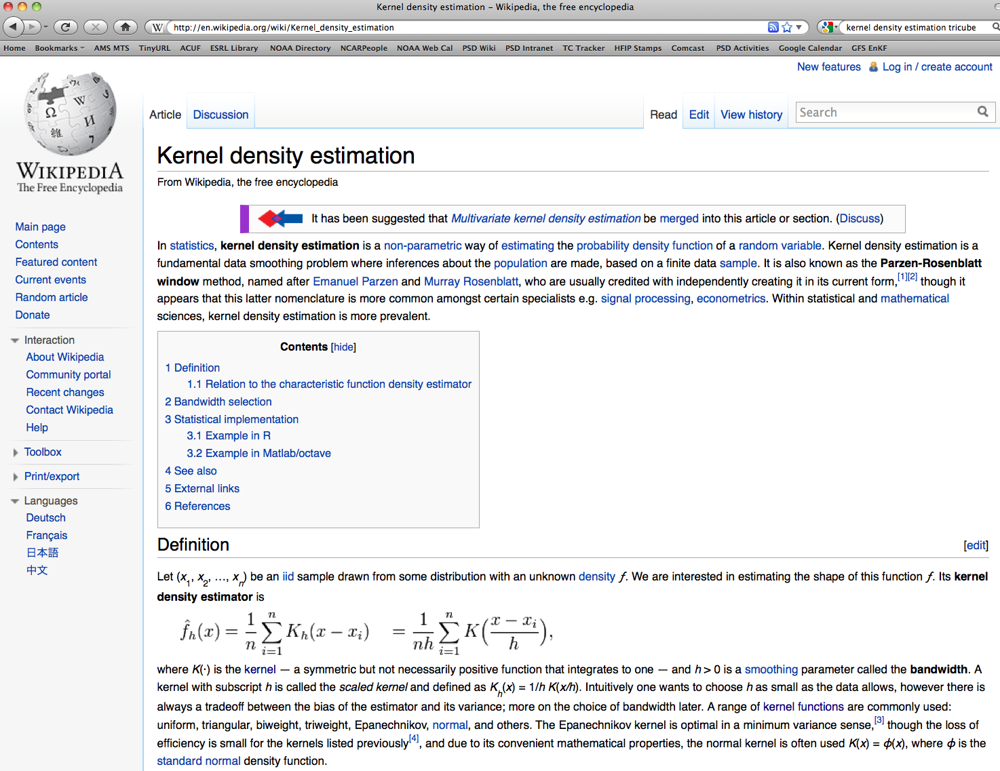 Kernel density estimation – Wikipedia, the free encyclopedia
W http://en.wikipedia.org/wiki/Kernel_density_estimation
kernel density estimation tricube
Home Bookmarks AMS MTS TinyURL ACUF ESRL Library NOAA Directory NCARPeople NOAA Web Cal PSD Wiki PSD Intranet TC Tracker HFIP Stamps Comcast PSD Activities Google Calendar GFS EnKF
New features Log in / create account
Article Discussion Read Edit View history Search
Ω W И 維 7
WIKIPEDIA
The Free Encyclopedia
Main page
Contents
Featured content
Current events
Random article
Donate
Interaction
About Wikipedia
Community portal
Recent changes
Contact Wikipedia
Help
Toolbox
Print/export
Languages
Deutsch
Français
日本語
中文
Kernel density estimation
From Wikipedia, the free encyclopedia
It has been suggested that Multivariate kernel density estimation be merged into this article or section. (Discuss)
In statistics, kernel density estimation is a non-parametric way of estimating the probability density function of a random variable. Kernel density estimation is a
fundamental data smoothing problem where inferences about the population are made, based on a finite data sample. It is also known as the Parzen-Rosenblatt
window method, named after Emanuel Parzen and Murray Rosenblatt, who are usually credited with independently creating it in its current form,[1][2] though it
appears that this latter nomenclature is more common amongst certain specialists e.g. signal processing, econometrics. Within statistical and mathematical
sciences, kernel density estimation is more prevalent.
Contents [hide]
1 Definition
1.1 Relation to the characteristic function density estimator
2 Bandwidth selection
3 Statistical implementation
3.1 Example in R
3.2 Example in Matlab/octave
4 See also
5 External links
6 References
Definition [edit]
Let (x1, x2, …, xn) be an iid sample drawn from some distribution with an unknown density ƒ. We are interested in estimating the shape of this function ƒ. Its kernel
density estimator is
f̂h(x) = 1/n ∑_{i=1}^{n} Kh(x − xi) = 1/nh ∑_{i=1}^{n} K((x − xi)/h),
where K(·) is the kernel — a symmetric but not necessarily positive function that integrates to one — and h > 0 is a smoothing parameter called the bandwidth. A
kernel with subscript h is called the scaled kernel and defined as Kh(x) = 1/h K(x/h). Intuitively one wants to choose h as small as the data allows, however there is
always a tradeoff between the bias of the estimator and its variance; more on the choice of bandwidth later. A range of kernel functions are commonly used:
uniform, triangular, biweight, triweight, Epanechnikov, normal, and others. The Epanechnikov kernel is optimal in a minimum variance sense,[3] though the loss of
efficiency is small for the kernels listed previously[4], and due to its convenient mathematical properties, the normal kernel is often used K(x) = ϕ(x), where ϕ is the
standard normal density function.